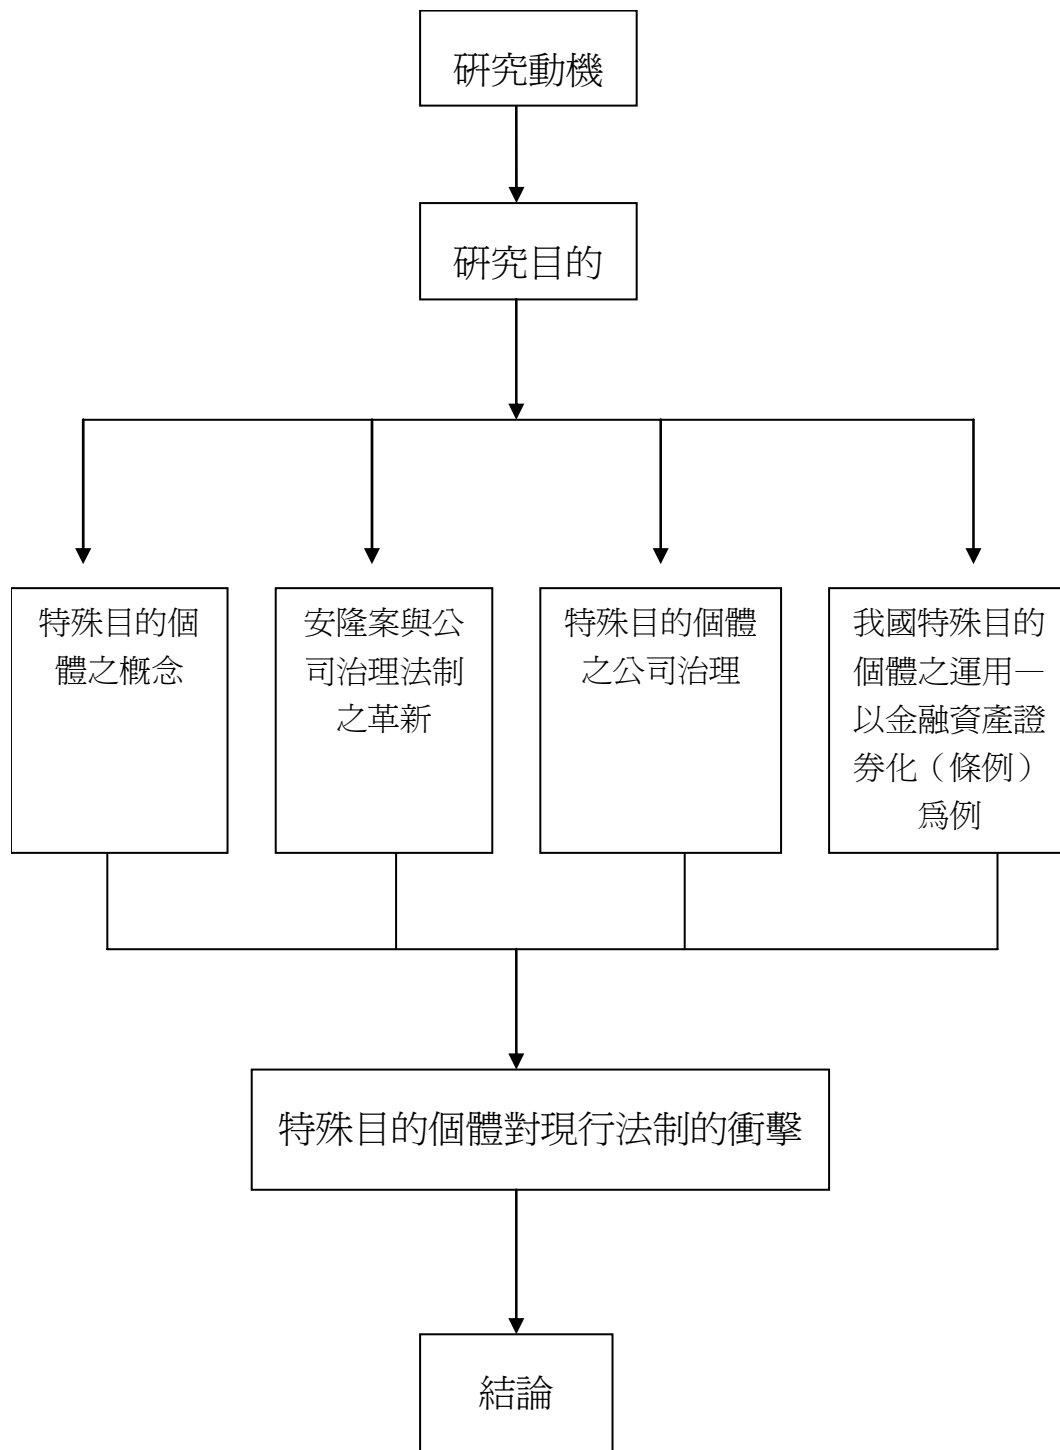 研究動機
研究目的
特殊目的個
體之概念
安隆案與公
司治理法制
之革新
特殊目的個體
之公司治理
我國特殊目的
個體之運用—
以金融資產證
券化（條例）
為例
特殊目的個體對現行法制的衝擊
結論